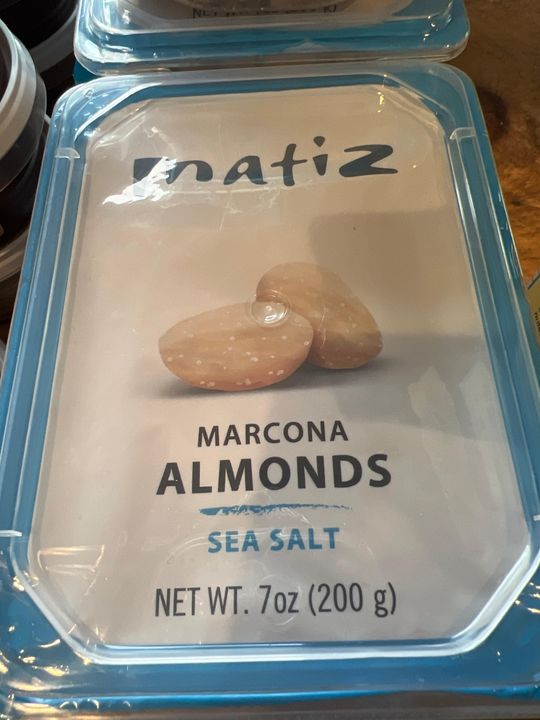 matiz
MARCONA
ALMONDS
SEA SALT
NET WT. 7oz (200 g)